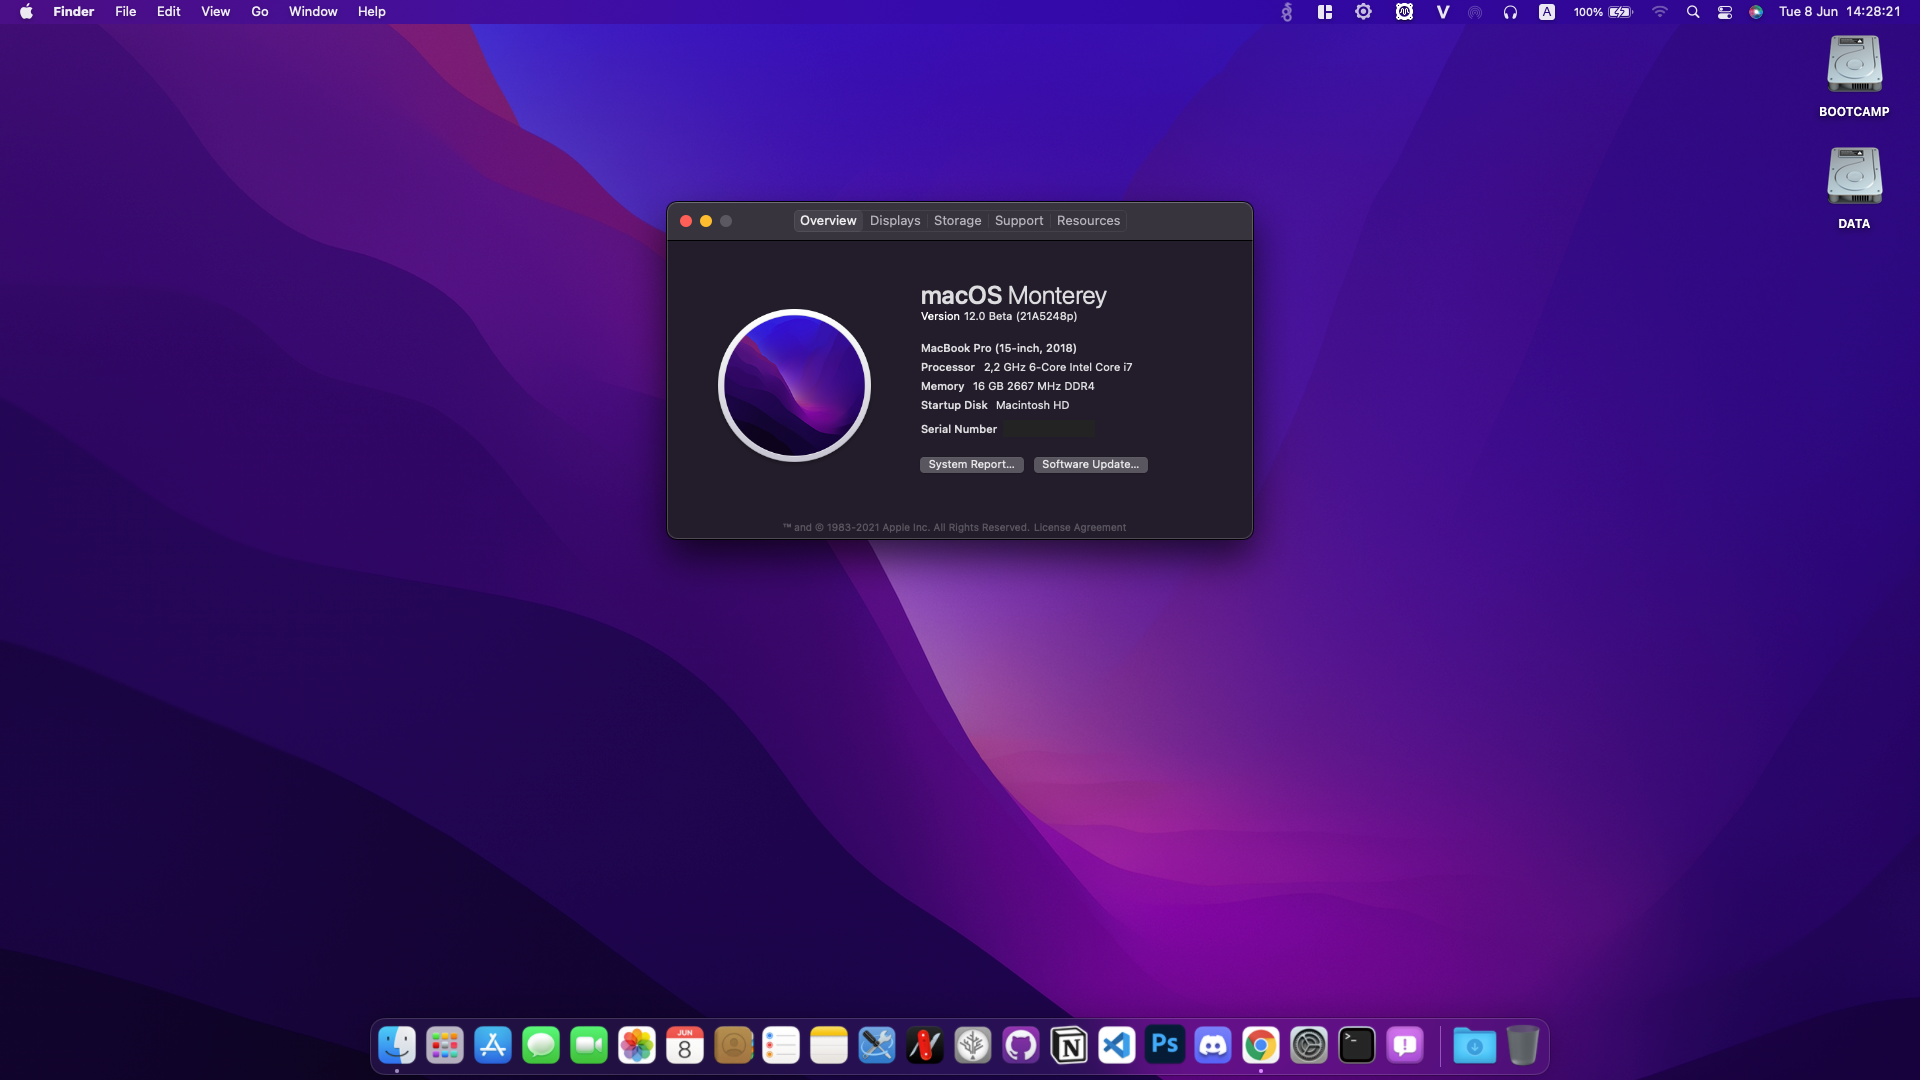 Finder File Edit View Go Window Help
A 100% Tue 8 Jun 14:28:21
BOOTCAMP
DATA
Overview Displays Storage Support Resources
macOS Monterey
Version 12.0 Beta (21A5248p)
MacBook Pro (15-inch, 2018)
Processor 2,2 GHz 6-Core Intel Core i7
Memory 16 GB 2667 MHz DDR4
Startup Disk Macintosh HD
Serial Number
System Report... Software Update...
™ and © 1983-2021 Apple Inc. All Rights Reserved. License Agreement
JUN
8
N
Ps